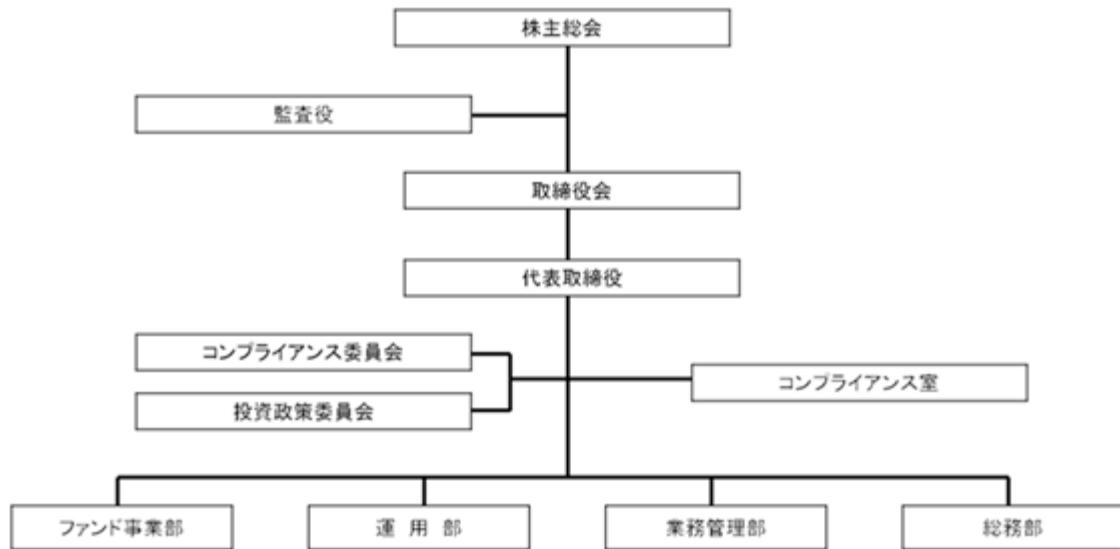 株主総会
監査役
取締役会
代表取締役
コンプライアンス委員会
コンプライアンス室
投資政策委員会
ファンド事業部
運 用 部
業務管理部
総務部